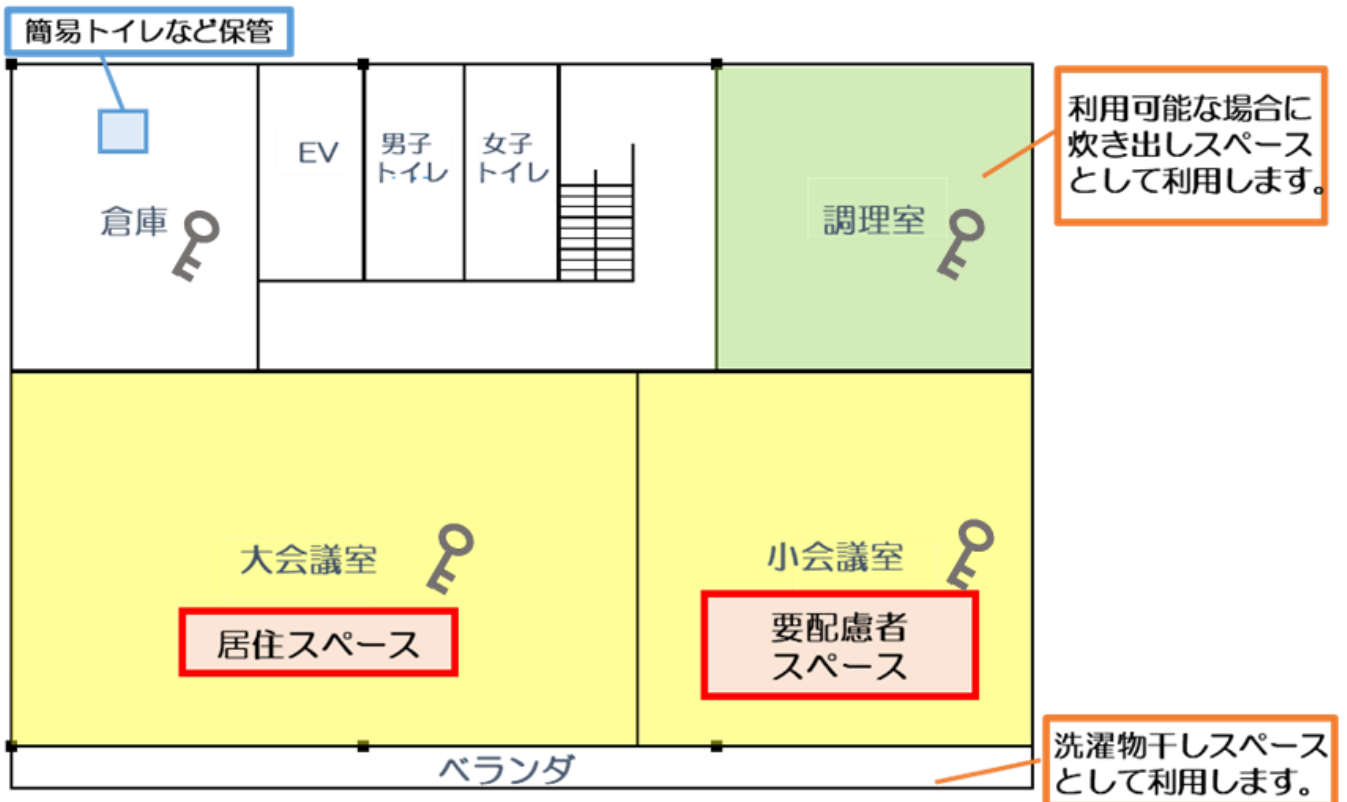 簡易トイレなど保管
利用可能な場合に
炊き出しスペース
として利用します。
EV
男子
トイレ
女子
トイレ
倉庫
調理室
大会議室
居住スペース
小会議室
要配慮者
スペース
ベランダ
洗濯物干しスペース
として利用します。